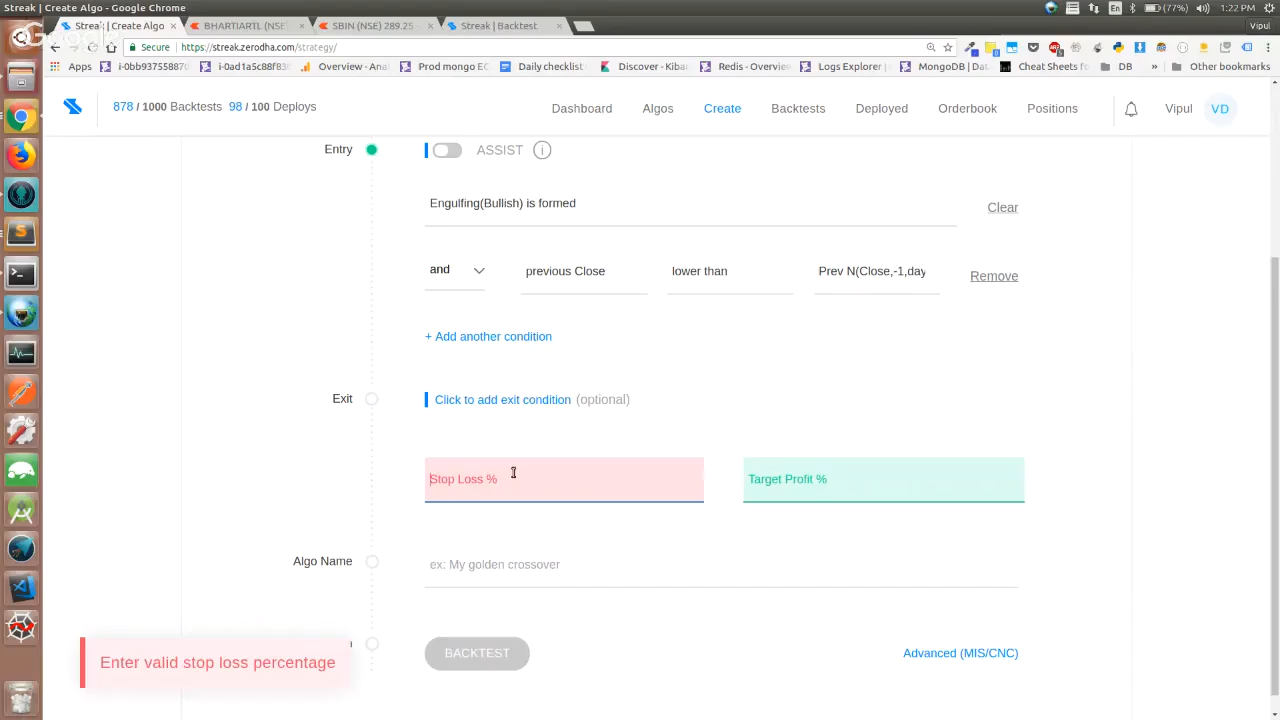 Streak | Create Algo - Google Chrome
En (77%) 1:22 PM
Streak | Create Algo × BHARTIARTL (NSE × SBIN (NSE) 289.25 - × Streak | Backtest × Vipul
Secure https://streak.zerodha.com/strategy/
Apps i-0bb93755887 i-0ad1a5c88f83 Overview - Anal Prod mongo EC Daily checklist Discover - Kiba Redis - Overview Logs Explorer | MongoDB | Dat Cheat Sheets fo DB » Other bookmarks
878 / 1000 Backtests 98 / 100 Deploys Dashboard Algos Create Backtests Deployed Orderbook Positions Vipul VD
Entry ASSIST i
Engulfing(Bullish) is formed Clear
and previous Close lower than Prev N(Close,-1,day Remove
+ Add another condition
Exit Click to add exit condition (optional)
Stop Loss % Target Profit %
Algo Name ex: My golden crossover
BACKTEST Advanced (MIS/CNC)
Enter valid stop loss percentage